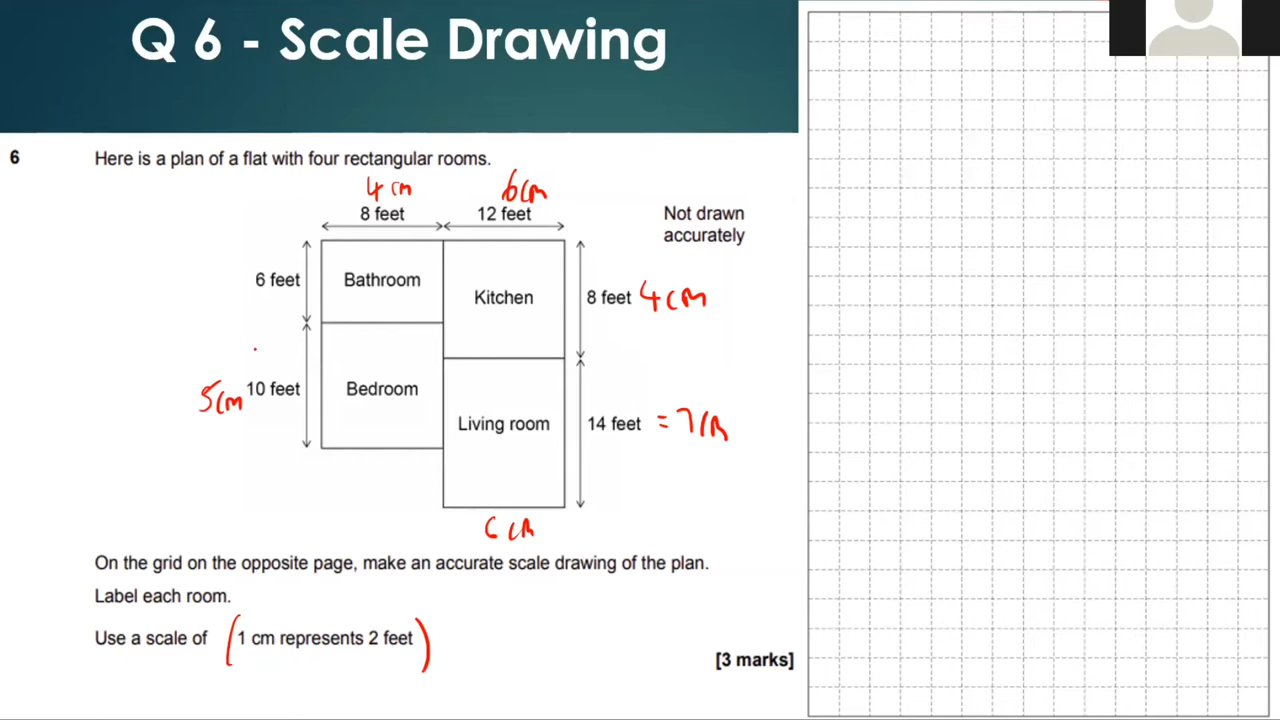 Q 6 - Scale Drawing
6 Here is a plan of a flat with four rectangular rooms.
4 cm 6cm
8 feet 12 feet
Not drawn
accurately
6 feet Bathroom Kitchen 8 feet 4cm
5cm 10 feet Bedroom Living room 14 feet = 7cm
6 cm
On the grid on the opposite page, make an accurate scale drawing of the plan.
Label each room.
Use a scale of (1 cm represents 2 feet)
[3 marks]